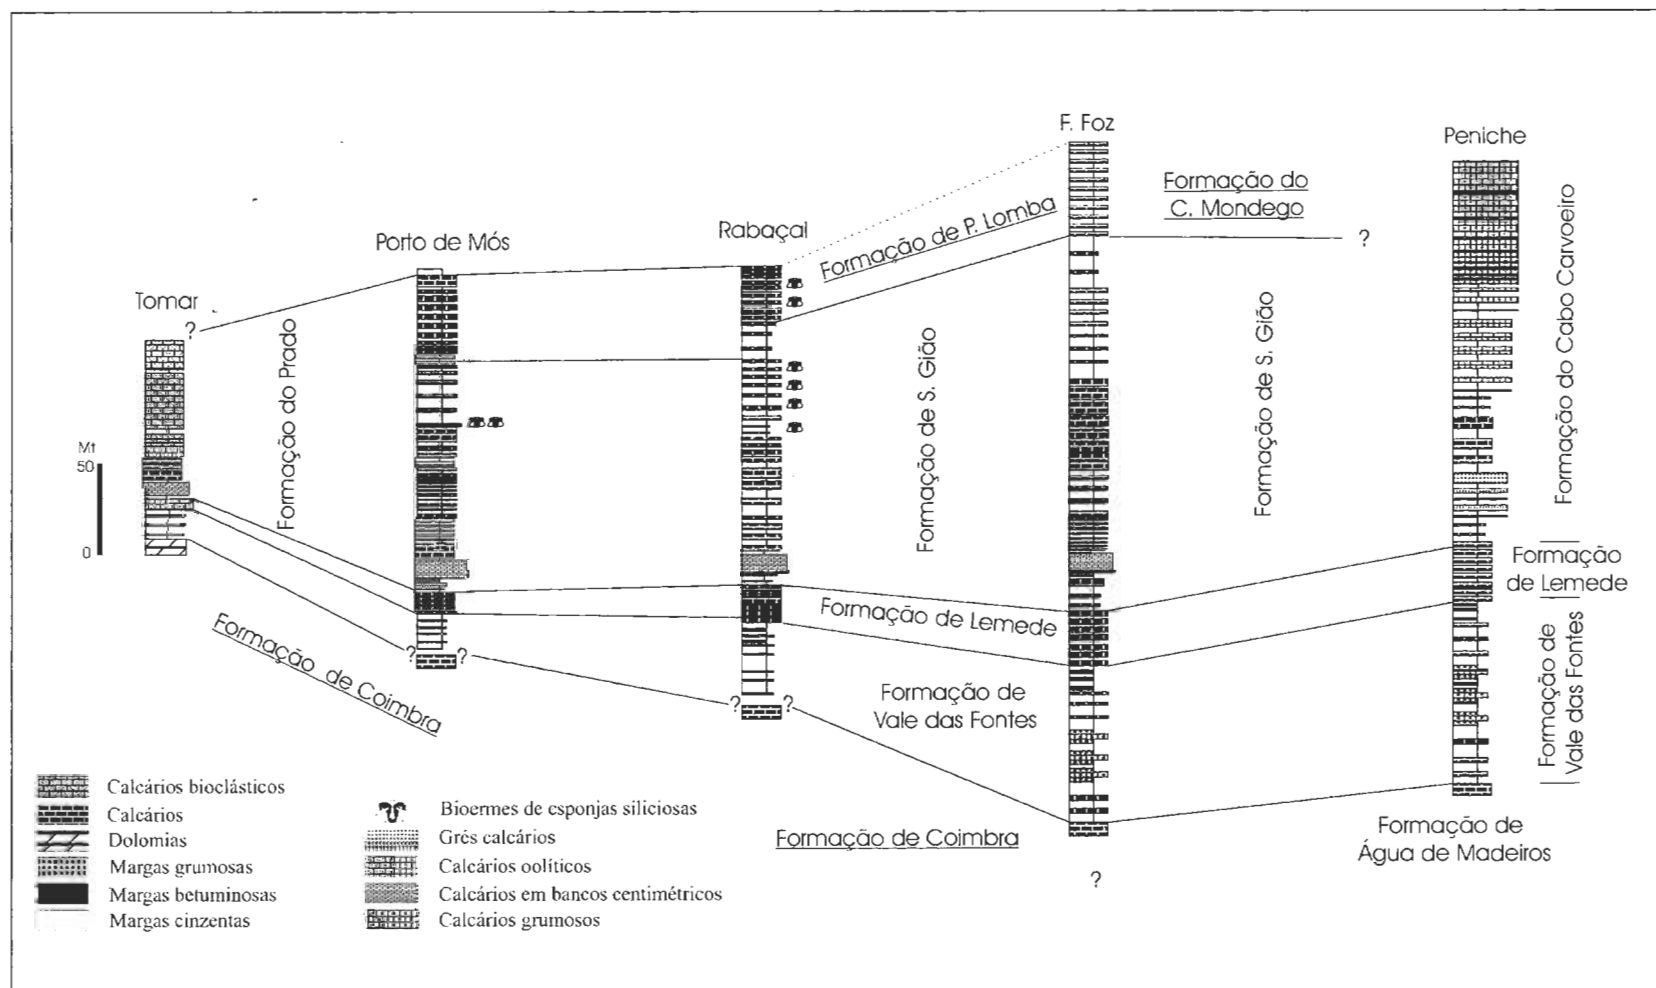 F. Foz
Peniche
Formação do
C. Mondego
Formação de P. Lomba
Rabaçal
Porto de Mós
?
Tomar
?
Formação do Prado
Formação de S. Gião
Formação de S. Gião
Formação do Cabo Carvoeiro
Mt
50
0
Formação
de Lemede
Formação de Lemede
Formação de
Vale das Fontes
Formação de Coimbra
? ?
? ?
Formação de
Vale das Fontes
Formação de Coimbra
Formação de
Água de Madeiros
?
Calcários bioclásticos
Calcários
Dolomias
Margas grumosas
Margas betuminosas
Margas cinzentas
Bioermes de esponjas siliciosas
Grés calcários
Calcários oolíticos
Calcários em bancos centimétricos
Calcários grumosos